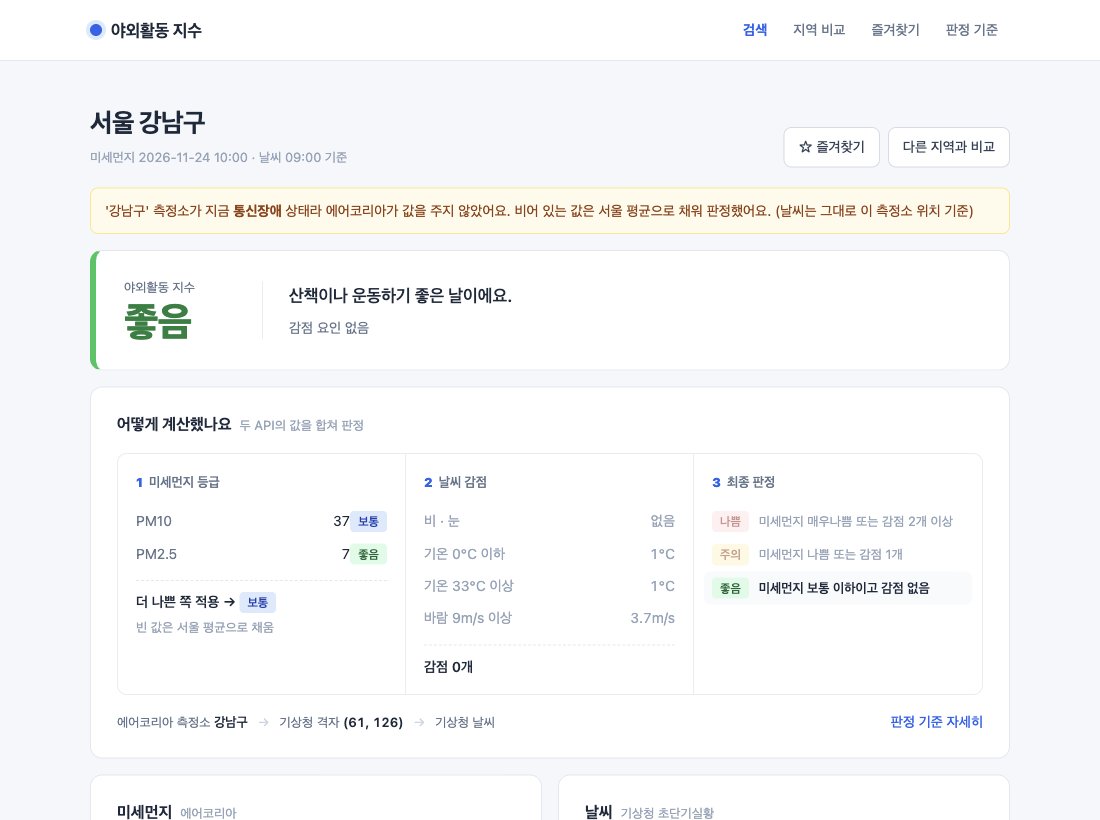 야외활동 지수
검색 지역 비교 즐겨찾기 판정 기준
서울 강남구
미세먼지 2026-11-24 10:00 · 날씨 09:00 기준
☆ 즐겨찾기 다른 지역과 비교
'강남구' 측정소가 지금 통신장애 상태라 에어코리아가 값을 주지 않았어요. 비어 있는 값은 서울 평균으로 채워 판정했어요. (날씨는 그대로 이 측정소 위치 기준)
야외활동 지수
좋음
산책이나 운동하기 좋은 날이에요.
감점 요인 없음
어떻게 계산했나요 두 API의 값을 합쳐 판정
1 미세먼지 등급
PM10 37 보통
PM2.5 7 좋음
더 나쁜 쪽 적용 → 보통
빈 값은 서울 평균으로 채움
2 날씨 감점
비 · 눈 없음
기온 0°C 이하 1°C
기온 33°C 이상 1°C
바람 9m/s 이상 3.7m/s
감점 0개
3 최종 판정
나쁨 미세먼지 매우나쁨 또는 감점 2개 이상
주의 미세먼지 나쁨 또는 감점 1개
좋음 미세먼지 보통 이하이고 감점 없음
에어코리아 측정소 강남구 → 기상청 격자 (61, 126) → 기상청 날씨
판정 기준 자세히
미세먼지 에어코리아
날씨 기상청 초단기실황